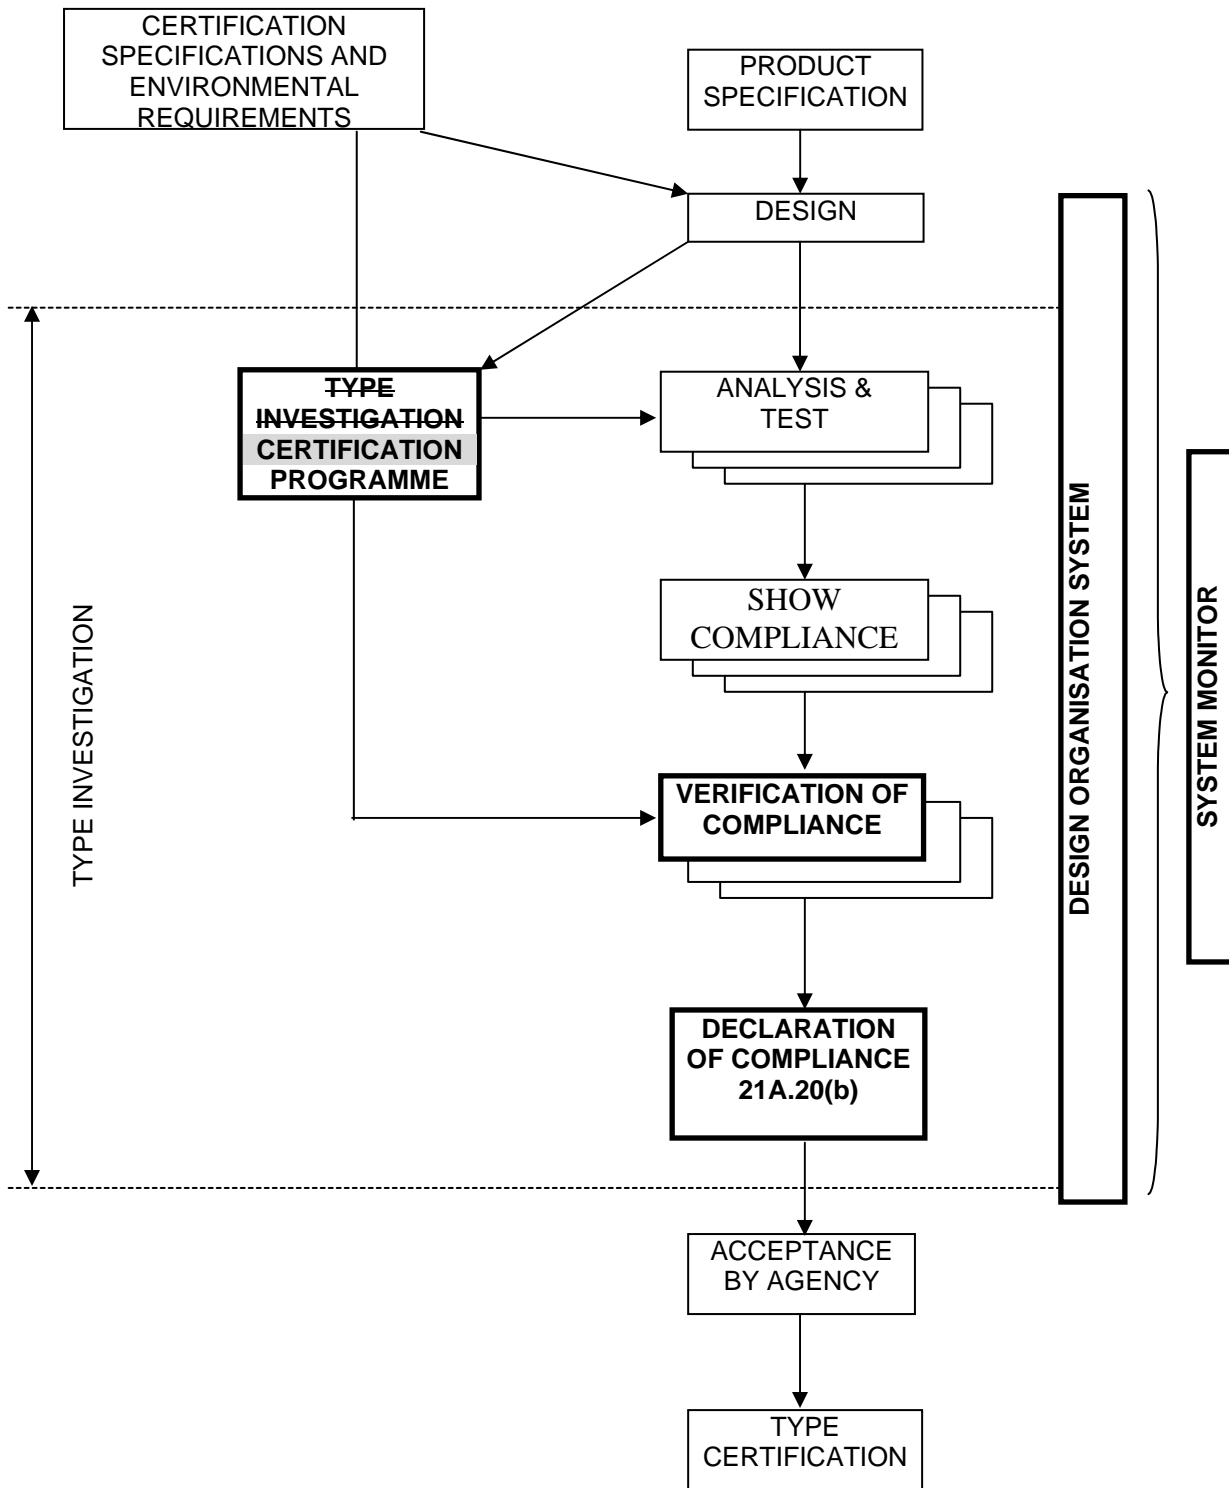 CERTIFICATION
SPECIFICATIONS AND
ENVIRONMENTAL
REQUIREMENTS
PRODUCT
SPECIFICATION
DESIGN
TYPE
INVESTIGATION
CERTIFICATION
PROGRAMME
ANALYSIS &
TEST
SHOW
COMPLIANCE
VERIFICATION OF
COMPLIANCE
DECLARATION
OF COMPLIANCE
21A.20(b)
ACCEPTANCE
BY AGENCY
TYPE
CERTIFICATION
TYPE INVESTIGATION
DESIGN ORGANISATION SYSTEM
SYSTEM MONITOR